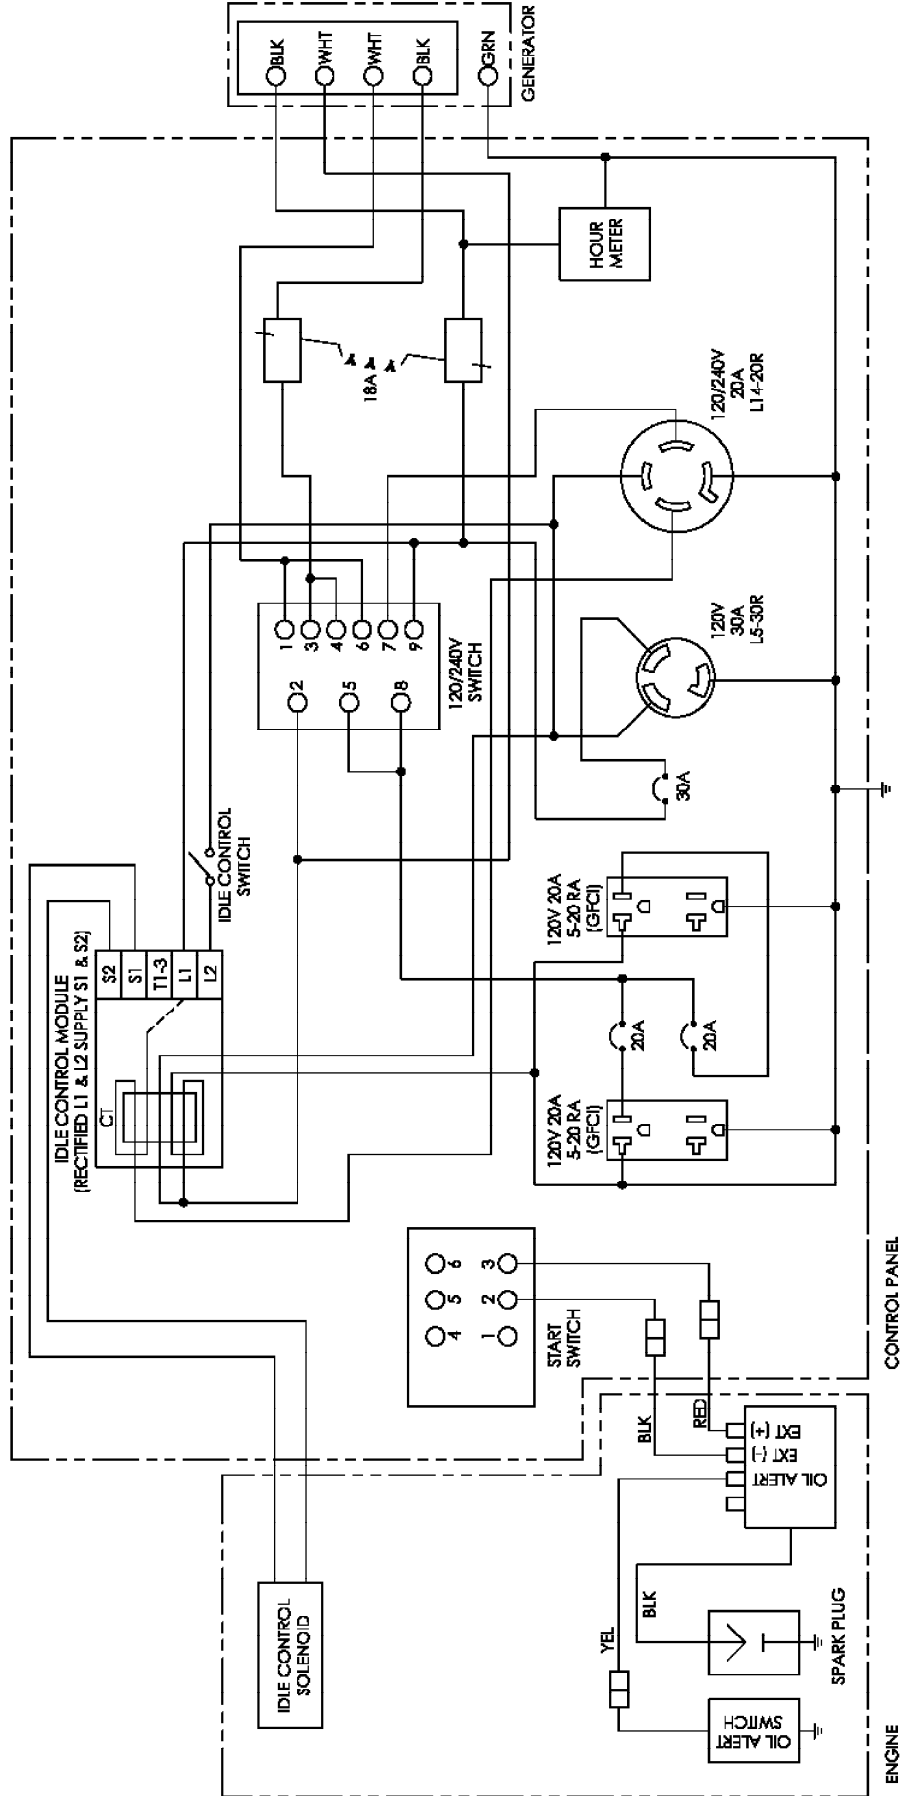 BLK
WHT
WHT
BLK
GRN
GENERATOR
HOUR
METER
18A
120/240V
20A
L14-20R
1
3
4
6
7
9
2
5
8
120/240V
SWITCH
120V
30A
L5-30R
30A
IDLE CONTROL
SWITCH
IDLE CONTROL MODULE
(RECTIFIED L1 & L2 SUPPLY S1 & S2)
S2
S1
T1-3
L1
L2
CT
120V 20A
5-20 RA
(GFCI)
20A
20A
120V 20A
5-20 RA
(GFCI)
6
5
4
3
2
1
START
SWITCH
CONTROL PANEL
BLK
RED
EXT (+)
EXT (-)
OIL ALERT
IDLE CONTROL
SOLENOID
YEL
BLK
SPARK PLUG
OIL ALERT
SWITCH
ENGINE